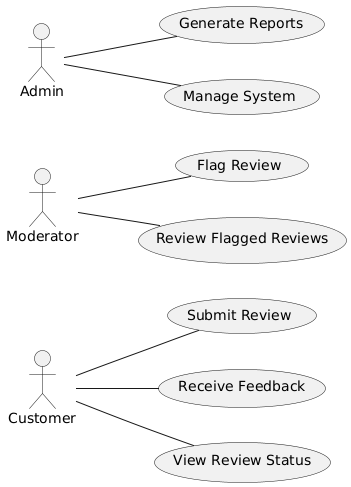 Generate Reports
Admin
Manage System
Flag Review
Moderator
Review Flagged Reviews
Submit Review
Receive Feedback
Customer
View Review Status